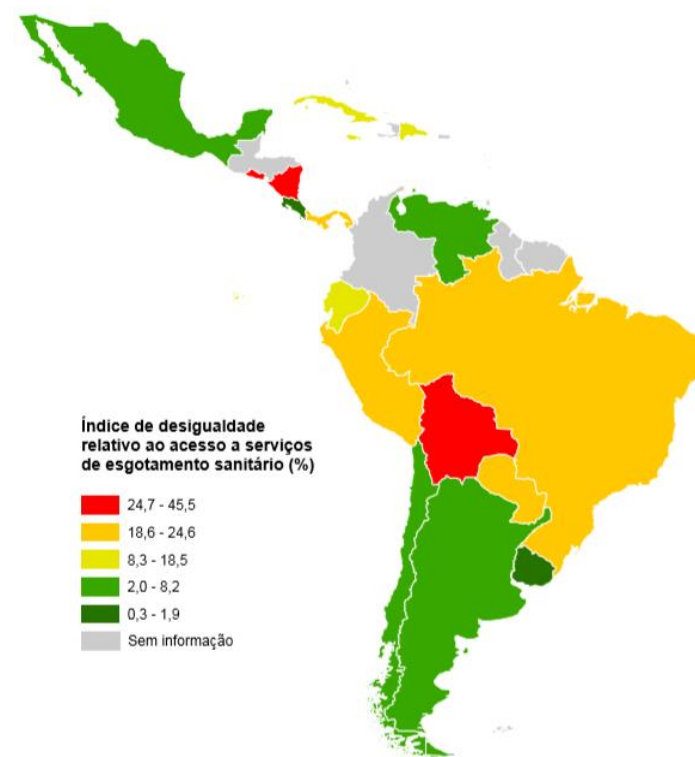 Índice de desigualdade
relativo ao acesso a serviços
de esgotamento sanitário (%)
24,7 - 45,5
18,6 - 24,6
8,3 - 18,5
2,0 - 8,2
0,3 - 1,9
Sem informação